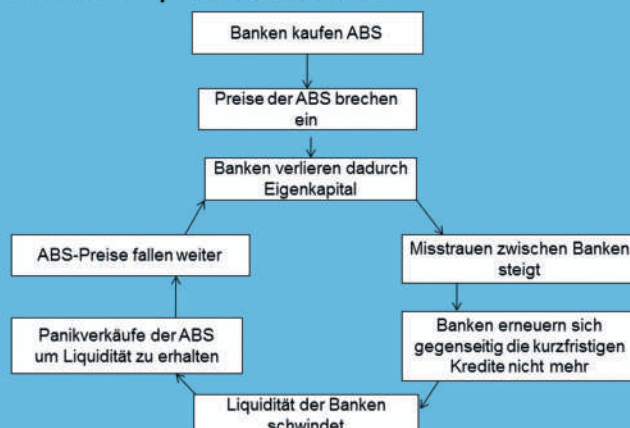 Banken kaufen ABS
Preise der ABS brechen
ein
Banken verlieren dadurch
Eigenkapital
Misstrauen zwischen Banken
steigt
Banken erneuern sich
gegenseitig die kurzfristigen
Kredite nicht mehr
Liquidität der Banken
schwindet
Panikverkäufe der ABS
um Liquidität zu erhalten
ABS-Preise fallen weiter